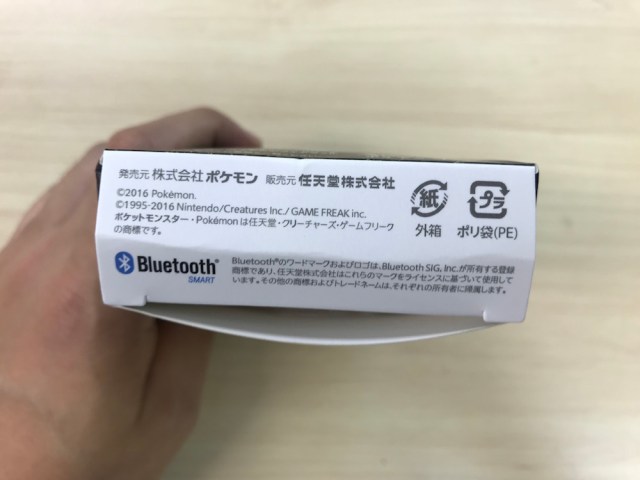 発売元 株式会社 ポケモン 販売元 任天堂株式会社
©2016 Pokémon.
©1995-2016 Nintendo/Creatures Inc./ GAME FREAK inc.
ポケットモンスター・Pokémonは任天堂・クリーチャーズ・ゲームフリーク
の商標です。
紙
外箱
プラ
ポリ袋(PE)
Bluetooth®
SMART
Bluetooth®のワードマークおよびロゴは、Bluetooth SIG, Inc.が所有する登録
商標であり、任天堂株式会社はこれらのマークをライセンスに基づいて使用して
います。その他の商標およびトレードネームは、それぞれの所有者に帰属します。